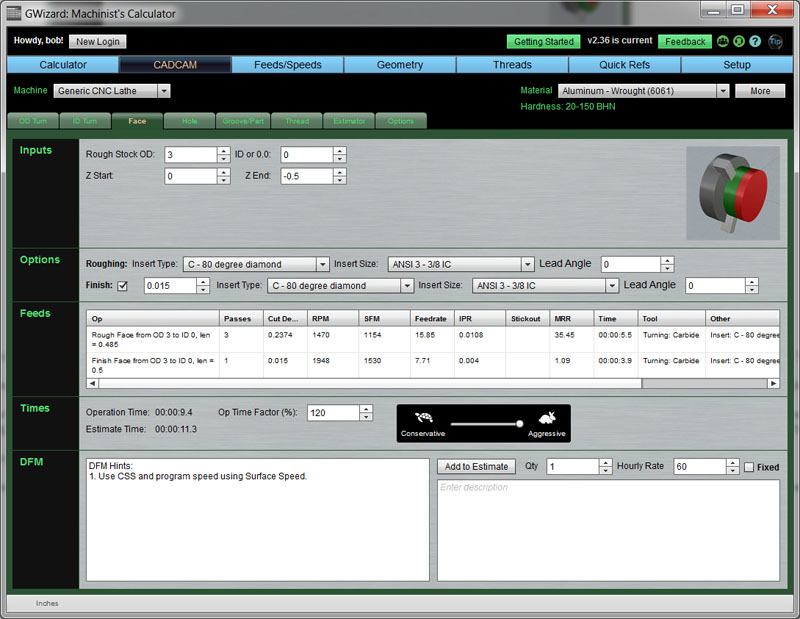 GWizard: Machinist's Calculator
Howdy, bob! New Login Getting Started v2.36 is current Feedback ? Tip
Calculator CADCAM Feeds/Speeds Geometry Threads Quick Refs Setup
Machine Generic CNC Lathe Material Aluminum - Wrought (6061) More
Hardness: 20-150 BHN
OD Turn ID Turn Face Hole Groove/Part Thread Estimator Options
Inputs
Rough Stock OD: 3 ID or 0.0: 0
Z Start: 0 Z End: -0.5
Options
Roughing: Insert Type: C - 80 degree diamond Insert Size: ANSI 3 - 3/8 IC Lead Angle 0
Finish: 0.015 Insert Type: C - 80 degree diamond Insert Size: ANSI 3 - 3/8 IC Lead Angle 0
Feeds
Op Passes Cut De... RPM SFM Feedrate IPR Stickout MRR Time Tool Other
Rough Face from OD 3 to ID 0, len = 0.485 3 0.2374 1470 1154 15.85 0.0108 35.45 00:00:5.5 Turning: Carbide Insert: C - 80 degree
Finish Face from OD 3 to ID 0, len = 0.5 1 0.015 1948 1530 7.71 0.004 1.09 00:00:3.9 Turning: Carbide Insert: C - 80 degree
Times
Operation Time: 00:00:9.4 Op Time Factor (%): 120
Estimate Time: 00:00:11.3
Conservative Aggressive
DFM
DFM Hints:
1. Use CSS and program speed using Surface Speed.
Add to Estimate Qty 1 Hourly Rate 60 Fixed
Enter description
Inches